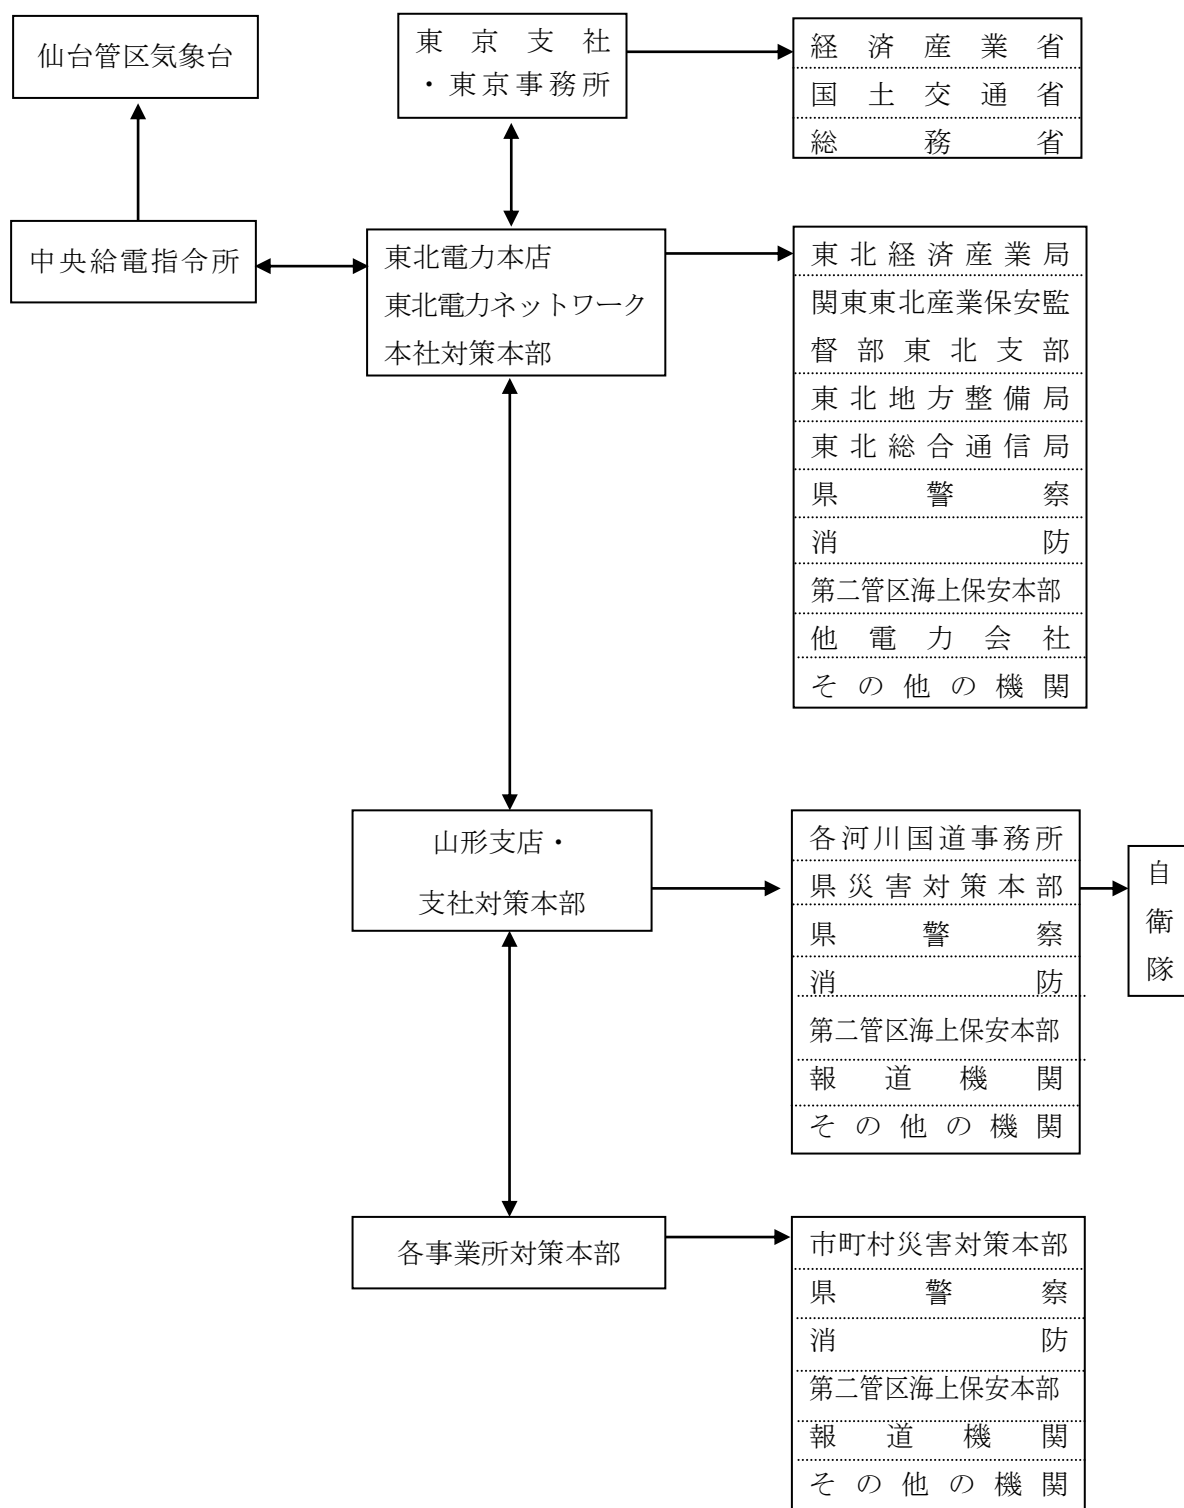 仙台管区気象台
東京支社
・東京事務所
経済産業省
国土交通省
総務省
中央給電指令所
東北電力本店
東北電力ネットワーク
本社対策本部
東北経済産業局
関東東北産業保安監
督部東北支部
東北地方整備局
東北総合通信局
県警察
消防
第二管区海上保安本部
他電力会社
その他の機関
山形支店・
支社対策本部
各河川国道事務所
県災害対策本部
県警察
消防
第二管区海上保安本部
報道機関
その他の機関
自
衛
隊
各事業所対策本部
市町村災害対策本部
県警察
消防
第二管区海上保安本部
報道機関
その他の機関